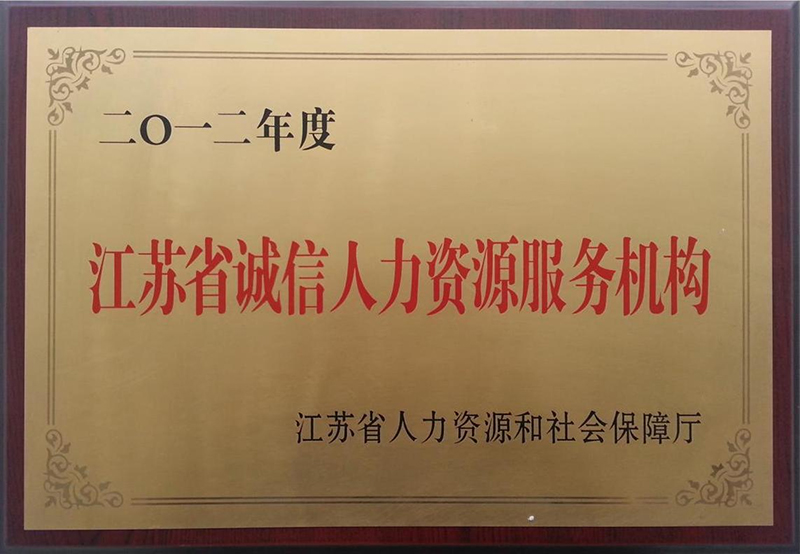 二〇一二年度
江苏省诚信人力资源服务机构
江苏省人力资源和社会保障厅